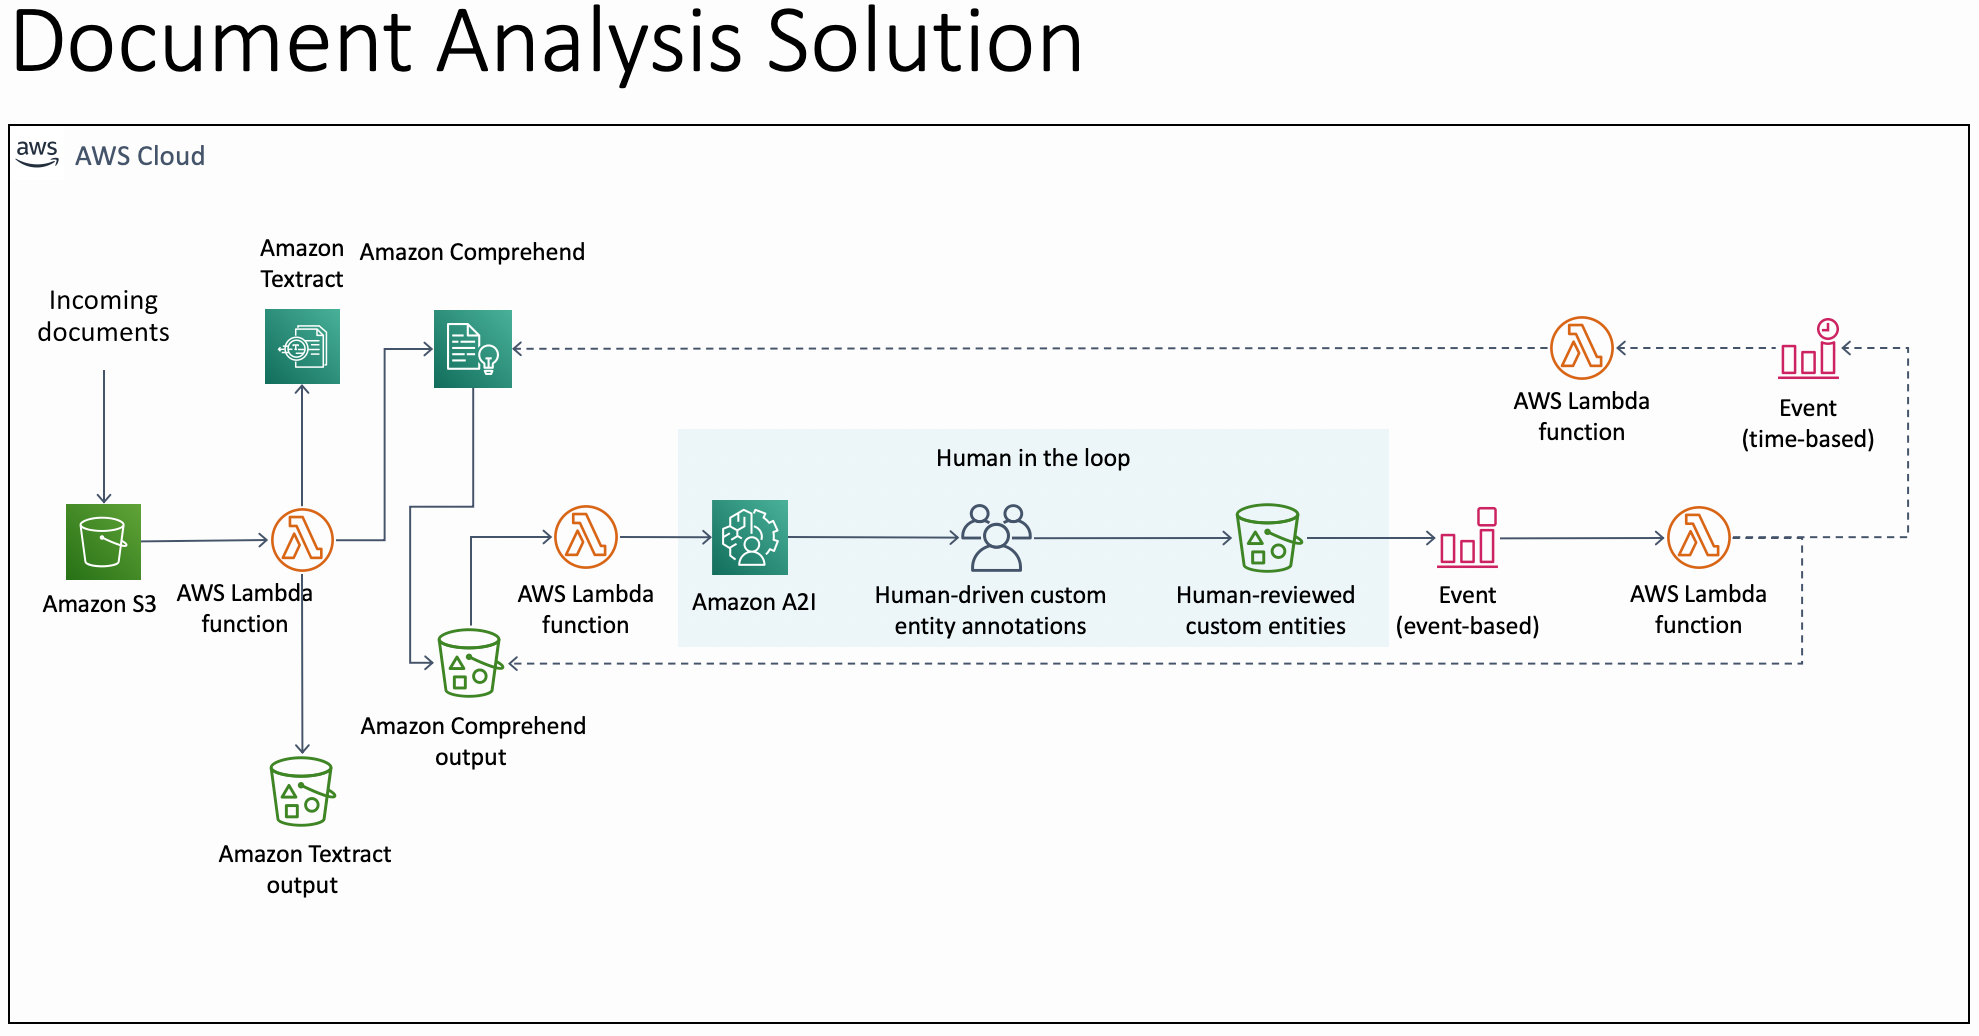 Document Analysis Solution
aws
AWS Cloud
Incoming
documents
Amazon
Textract
Amazon Comprehend
Amazon S3
AWS Lambda
function
Amazon Textract
output
Amazon Comprehend
output
AWS Lambda
function
Human in the loop
Amazon A2I
Human-driven custom
entity annotations
Human-reviewed
custom entities
Event
(event-based)
AWS Lambda
function
AWS Lambda
function
Event
(time-based)